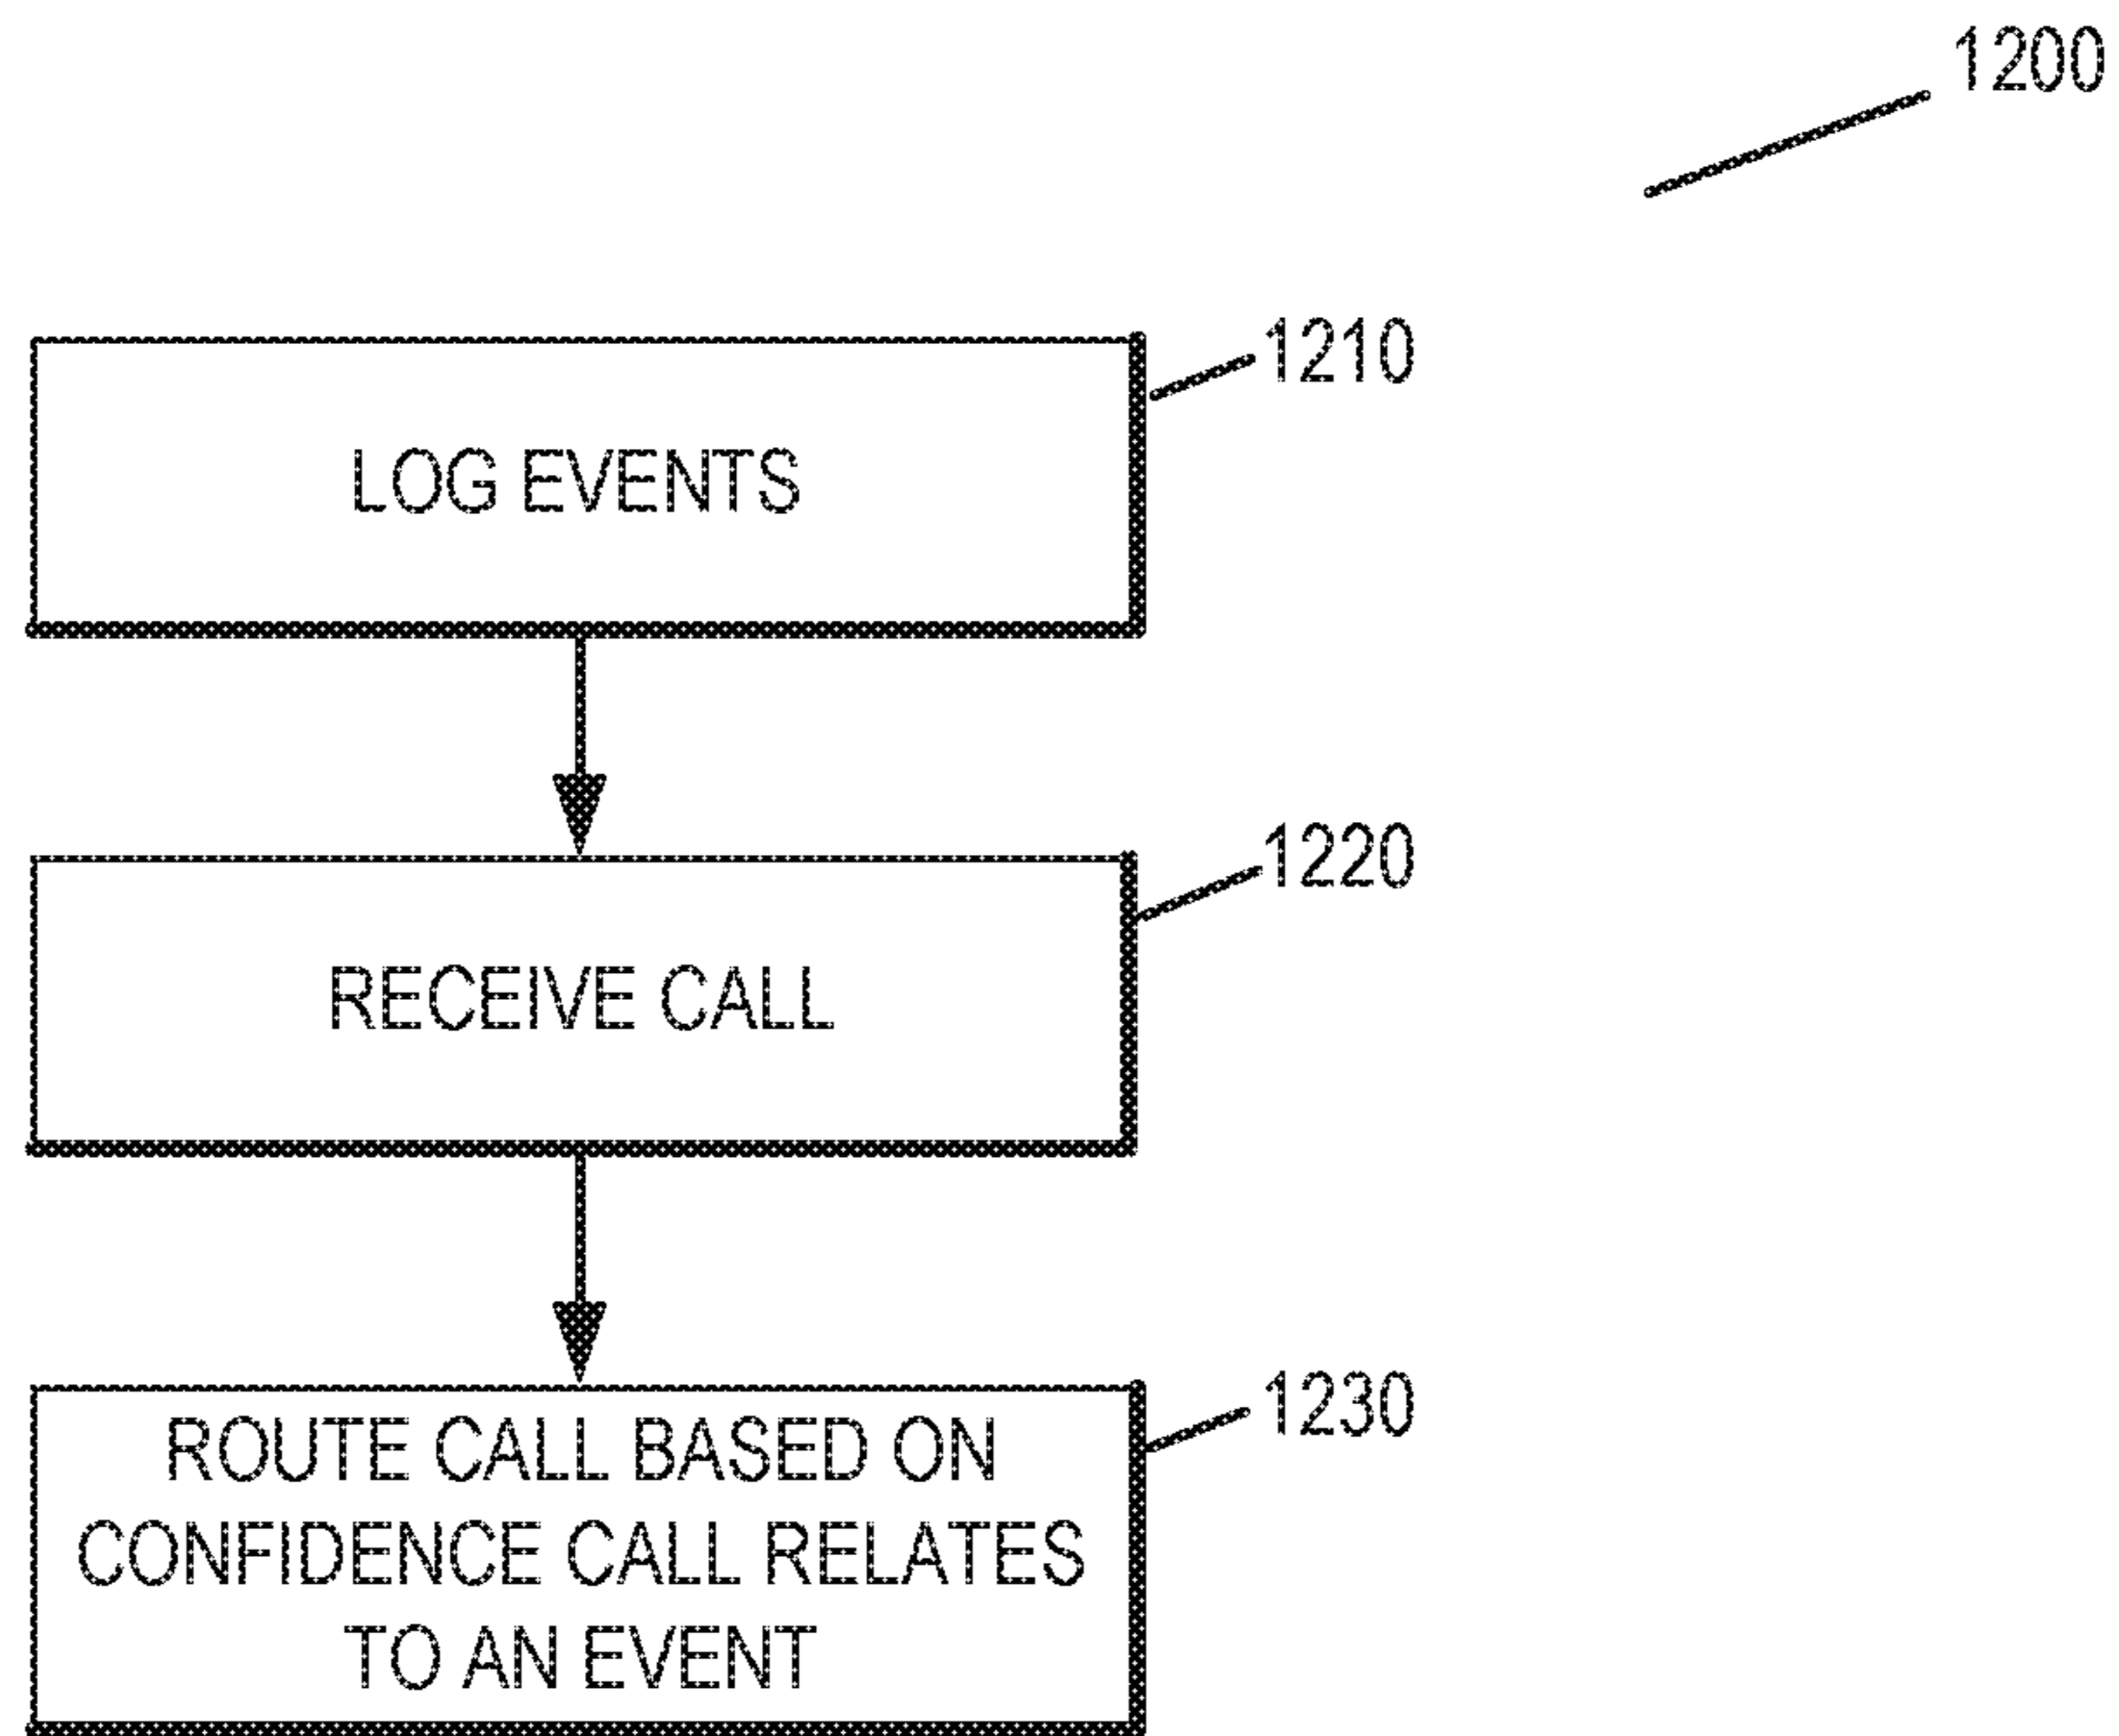 1200
1210
LOG EVENTS
1220
RECEIVE CALL
1230
ROUTE CALL BASED ON
CONFIDENCE CALL RELATES
TO AN EVENT